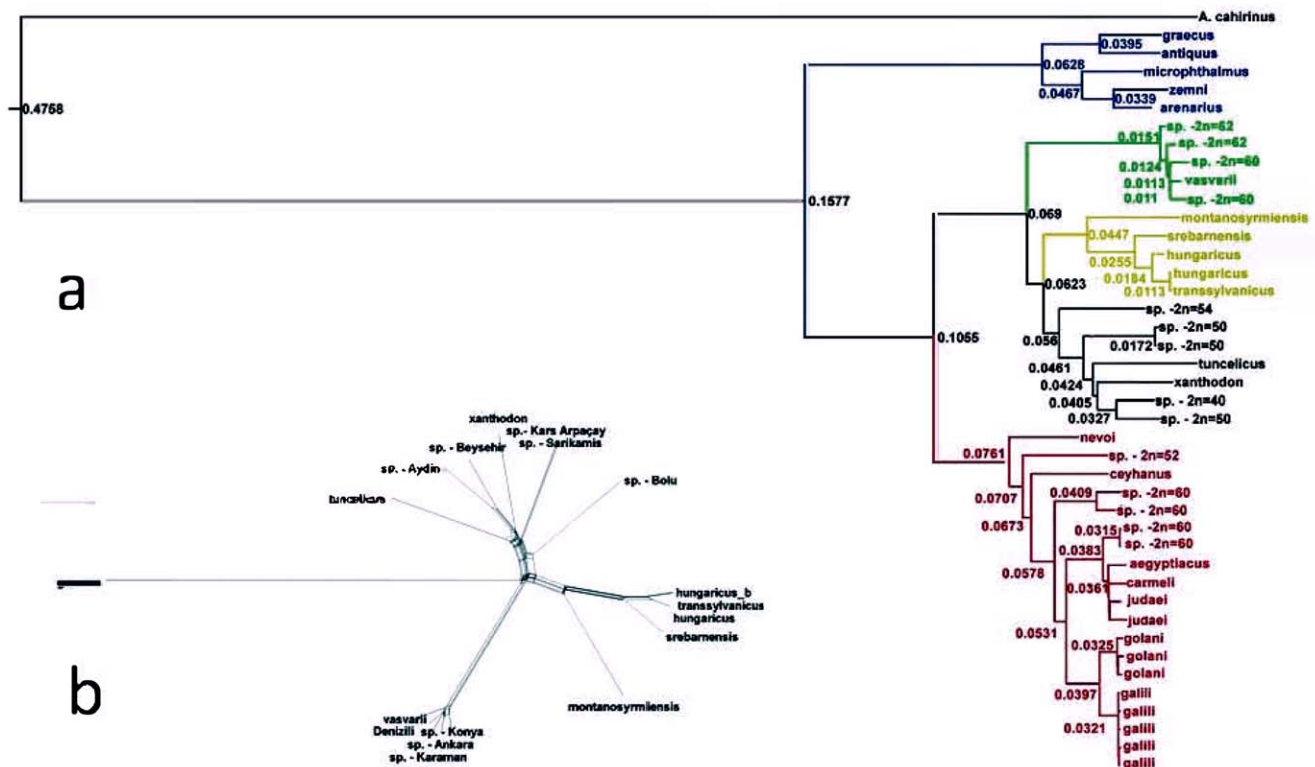 A. cahirinus
graecus
0.0395
antiquus
0.0628
microphthalmus
0.0467
zemni
0.0339
arenarius
0.4758
sp. -2n=62
0.0151
sp. -2n=62
0.0124
sp. -2n=60
0.0113
vasvarii
0.011
sp. -2n=60
0.1577
0.069
montanosyrmiensis
0.0447
srebarnensis
0.0255
hungaricus
0.0184
hungaricus
0.0113
transsylvanicus
0.0623
a
sp. -2n=54
0.056
sp. -2n=50
0.0172
sp. -2n=50
0.1055
0.0461
tuncelicus
0.0424
xanthodon
0.0405
sp. - 2n=40
0.0327
sp. - 2n=50
nevoi
0.0761
sp. - 2n=52
0.0707
ceyhanus
0.0673
0.0409
sp. -2n=60
sp. - 2n=60
0.0315
sp. -2n=60
sp. -2n=60
0.0383
0.0578
aegyptiacus
carmeli
0.0361
judaei
judaei
0.0531
golani
0.0325
golani
golani
0.0397
galili
galili
0.0321
galili
galili
galili
xanthodon
sp.- Kars Arpaçay
sp. - Sarikamis
sp. - Beysehir
sp. - Aydin
sp. - Bolu
hungaricus_b
transsylvanicus
hungaricus
srebarnensis
b
montanosyrmiensis
vasvarii
Denizili sp. - Konya
sp. - Ankara
sp. - Karaman